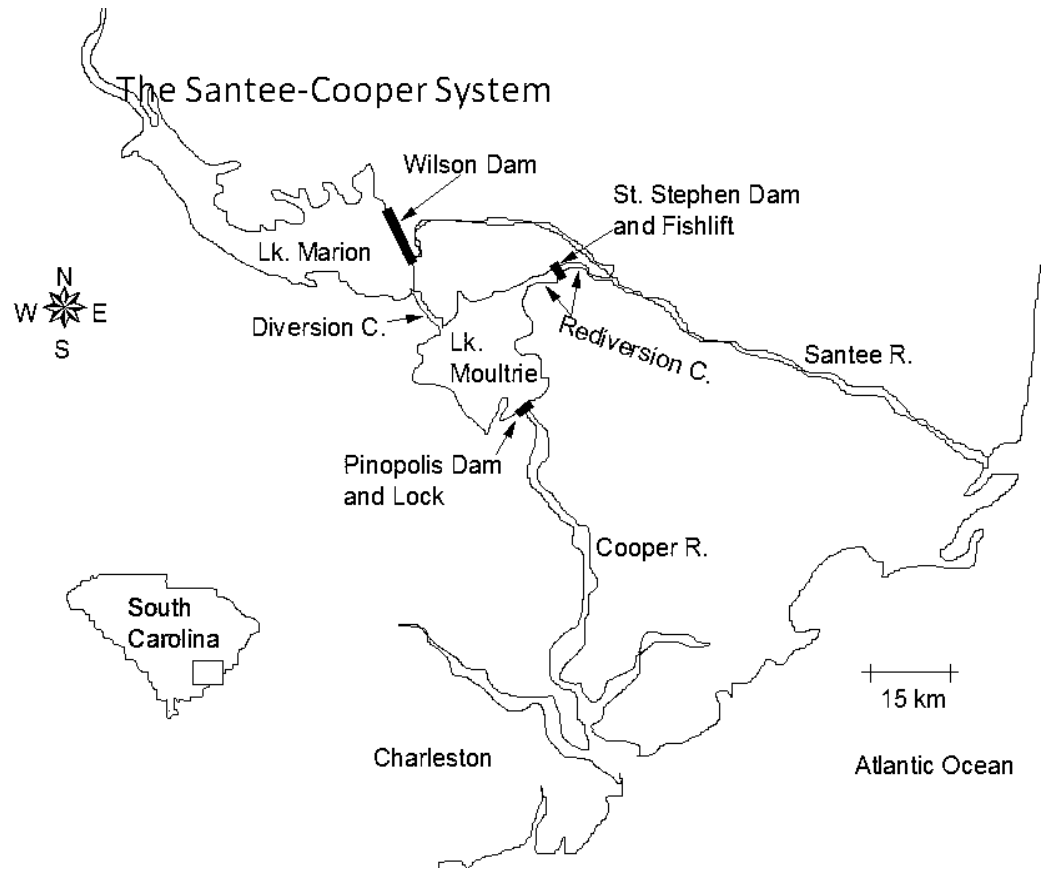 The Santee-Cooper System
Wilson Dam
St. Stephen Dam
and Fishlift
Lk. Marion
N
W E
S
Diversion C.
Rediversion C.
Lk.
Moultrie
Santee R.
Pinopolis Dam
and Lock
Cooper R.
South
Carolina
15 km
Charleston
Atlantic Ocean